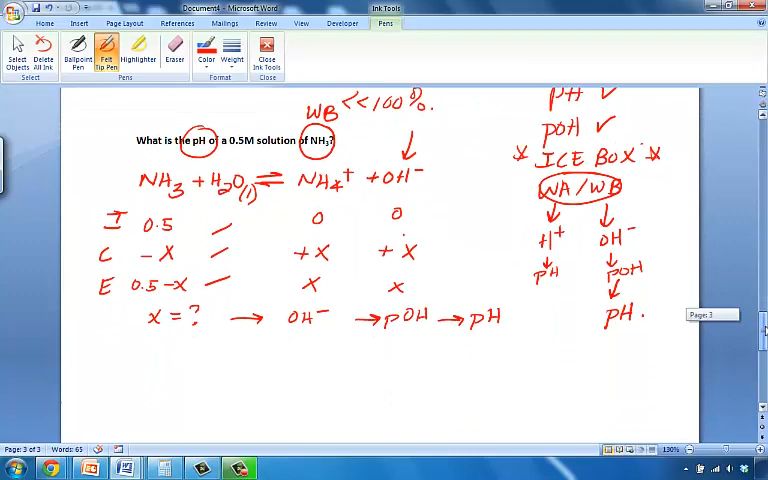 Document4 - Microsoft Word
Ink Tools
Home Insert Page Layout References Mailings Review View Developer Pens
Select Objects
Delete All Ink
Ballpoint Pen
Felt Tip Pen
Highlighter
Eraser
Color
Weight
Close Ink Tools
Select Pens Format Close
WB <<100%.
pH ✓
pOH ✓
What is the pH of a 0.5M solution of NH3?
* ICE BOX *
NH3 + H2O(l) ⇌ NH4+ + OH-
WA/WB
I 0.5 0 0
H+ OH-
C -X +X +X
pH pOH
E 0.5-X X X
X = ? → OH- → pOH → pH
pH.
Page: 3
Page: 3 of 3 Words: 65 130%